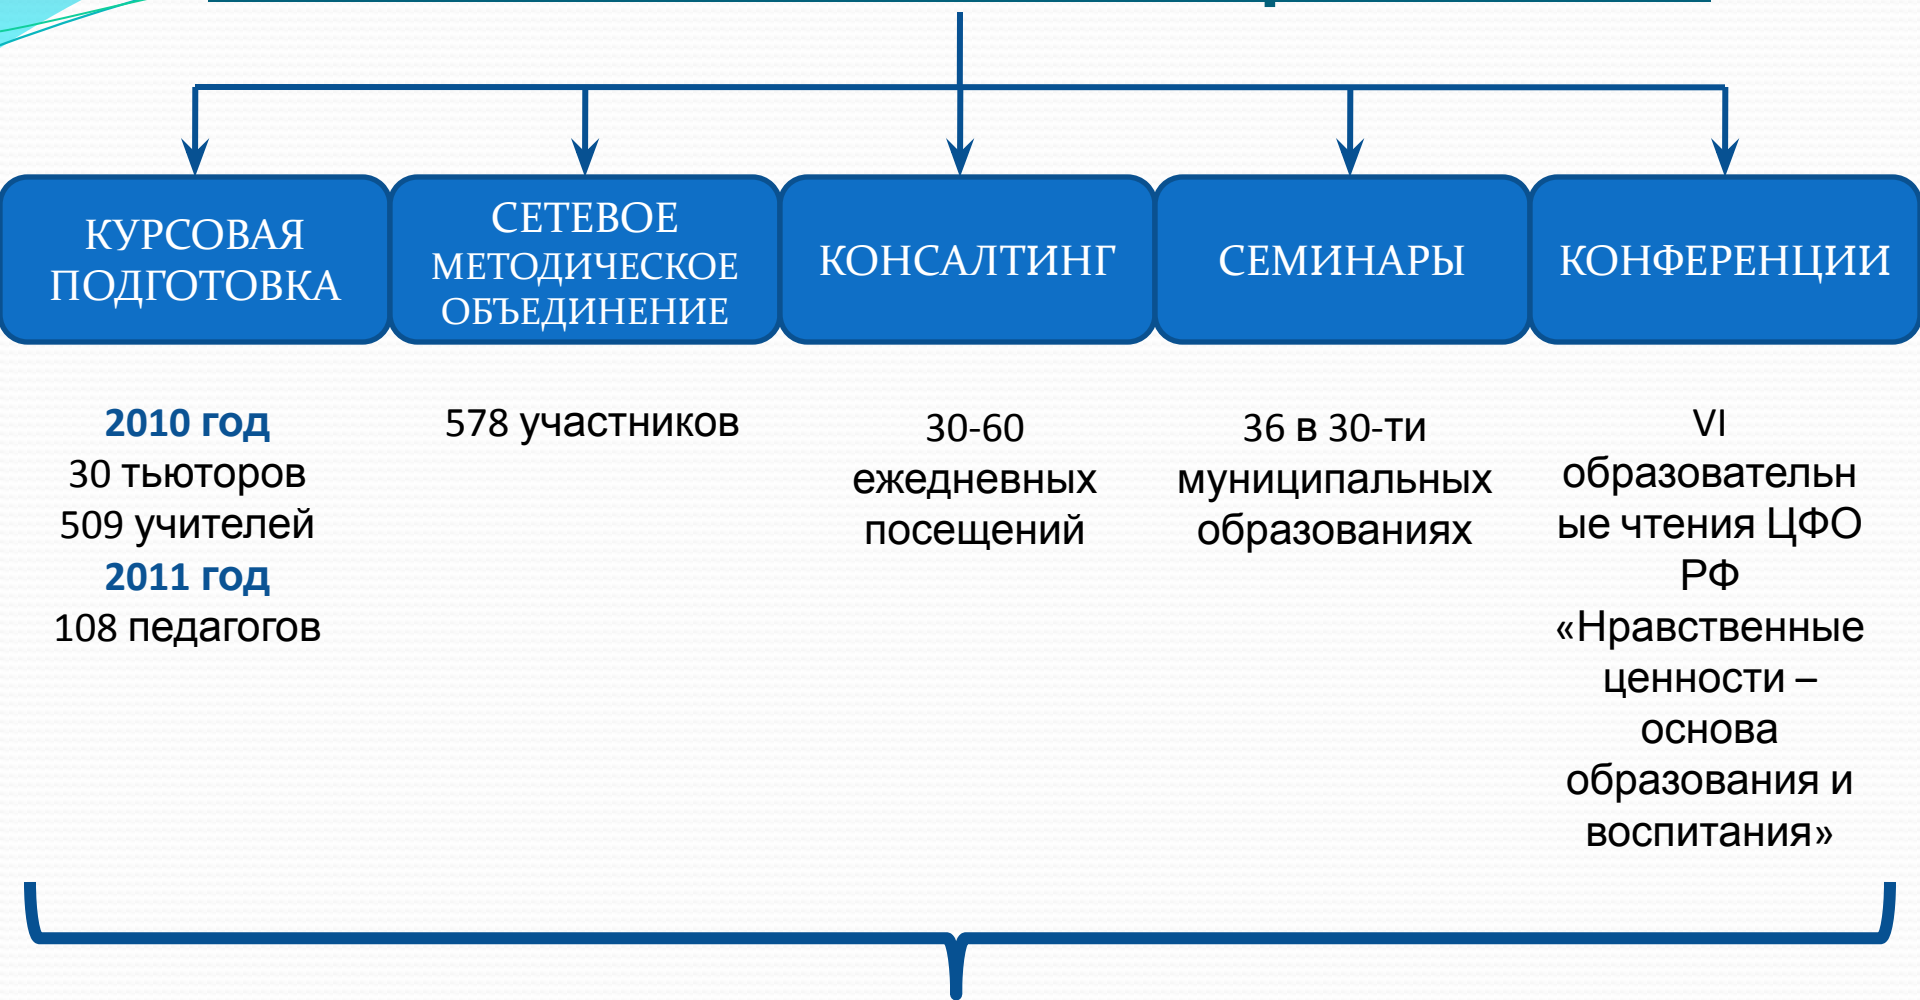 КУРСОВАЯ
ПОДГОТОВКА
СЕТЕВОЕ
МЕТОДИЧЕСКОЕ
ОБЪЕДИНЕНИЕ
КОНСАЛТИНГ
СЕМИНАРЫ
КОНФЕРЕНЦИИ
2010 год
30 тьюторов
509 учителей
2011 год
108 педагогов
578 участников
30-60
ежедневных
посещений
36 в 30-ти
муниципальных
образованиях
VI
образовательн
ые чтения ЦФО
РФ
«Нравственные
ценности –
основа
образования и
воспитания»